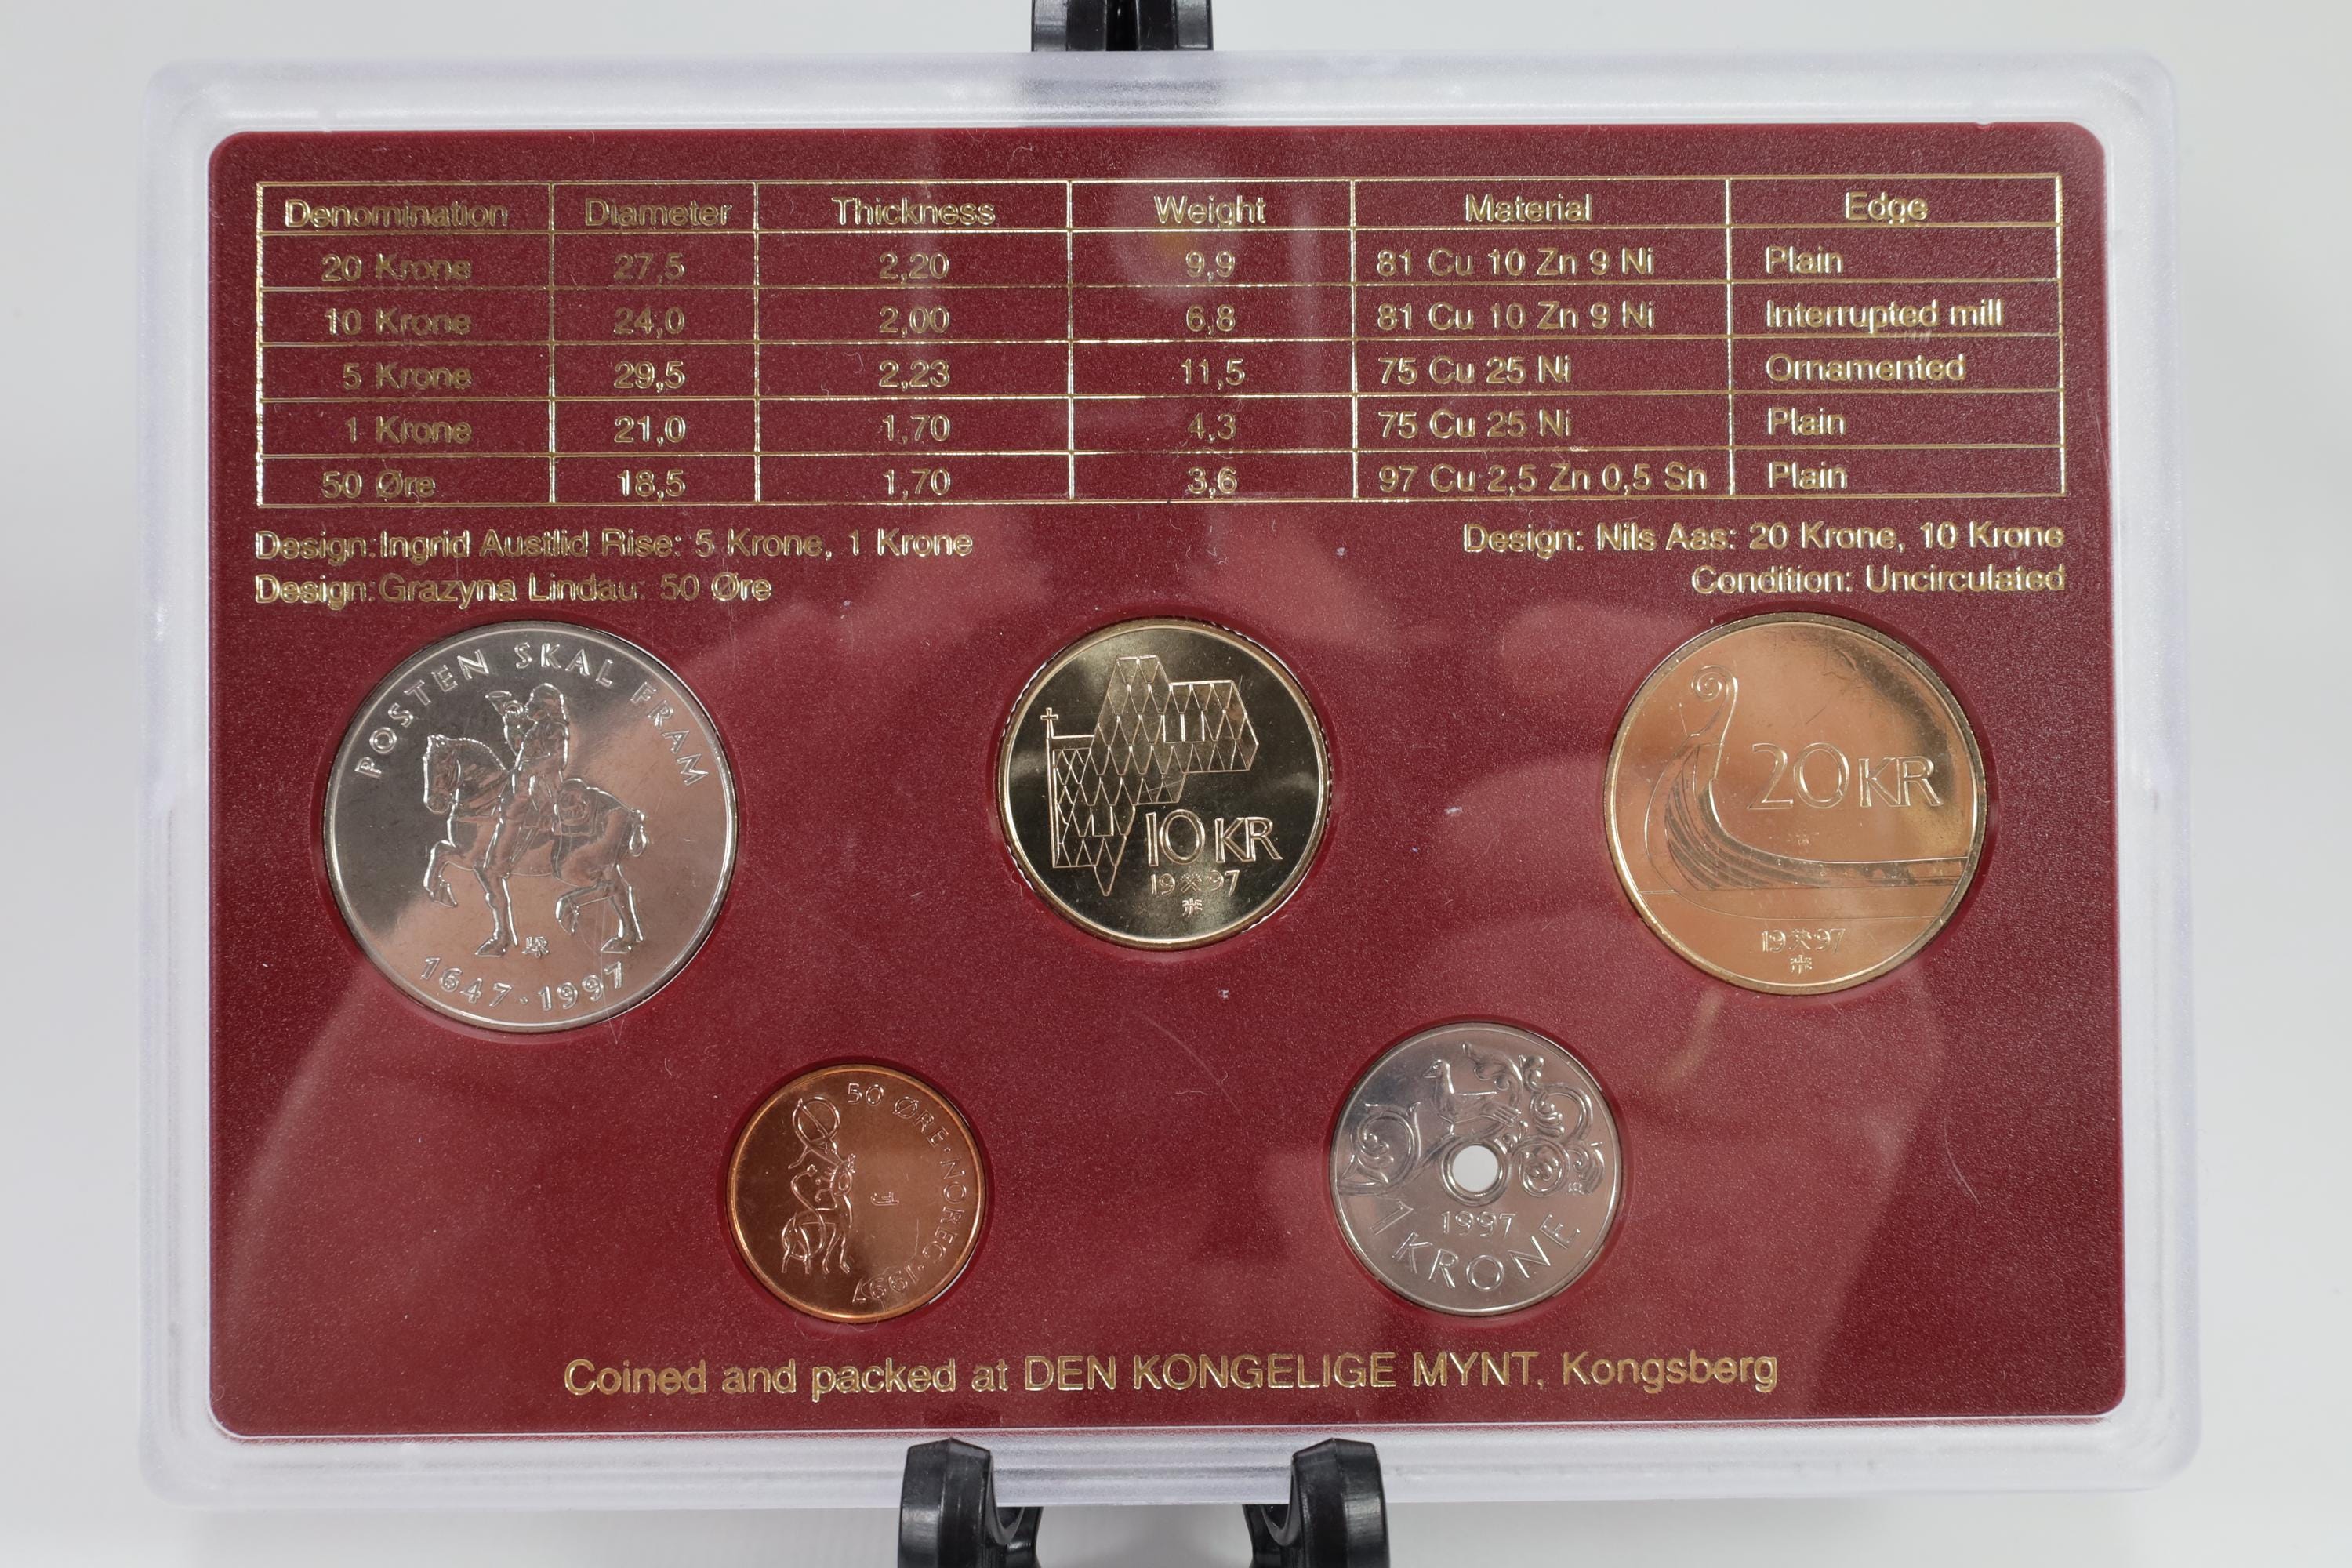 Denomination Diameter Thickness Weight Material Edge
20 Krone 27,5 2,20 9,9 81 Cu 10 Zn 9 Ni Plain
10 Krone 24,0 2,00 6,8 81 Cu 10 Zn 9 Ni Interrupted mill
5 Krone 29,5 2,23 11,5 75 Cu 25 Ni Ornamented
1 Krone 21,0 1,70 4,3 75 Cu 25 Ni Plain
50 Øre 18,5 1,70 3,6 97 Cu 2,5 Zn 0,5 Sn Plain
Design: Ingrid Austlid Rise: 5 Krone, 1 Krone
Design: Grazyna Lindau: 50 Øre
Design: Nils Aas: 20 Krone, 10 Krone
Condition: Uncirculated
POSTEN SKAL FRAM
1647·1997
10 KR
19 97
20 KR
19 97
50 ØRE·NOREG·1997
1997
1 KRONE
Coined and packed at DEN KONGELIGE MYNT, Kongsberg